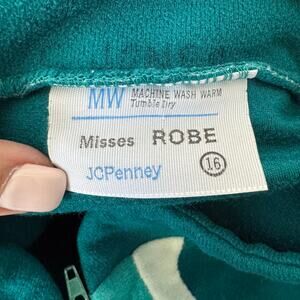 MW MACHINE WASH WARM
Tumble Dry
Misses ROBE
JCPenney 16